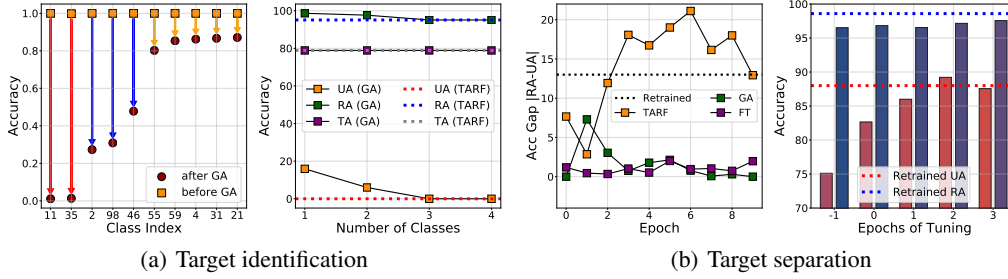 Accuracy
1.0
0.8
0.6
0.4
0.2
0.0
11 35 2 98 46 55 59 4 31 21
Class Index
after GA
before GA
Accuracy
100
80
60
40
20
0
1 2 3 4
Number of Classes
UA (GA) UA (TARF)
RA (GA) RA (TARF)
TA (GA) TA (TARF)
(a) Target identification
Acc Gap |RA-UA|
20
15
10
5
0
0 2 4 6 8
Epoch
Retrained GA
TARF FT
Accuracy
100
95
90
85
80
75
70
-1 0 1 2 3
Epochs of Tuning
Retrained UA
Retrained RA
(b) Target separation